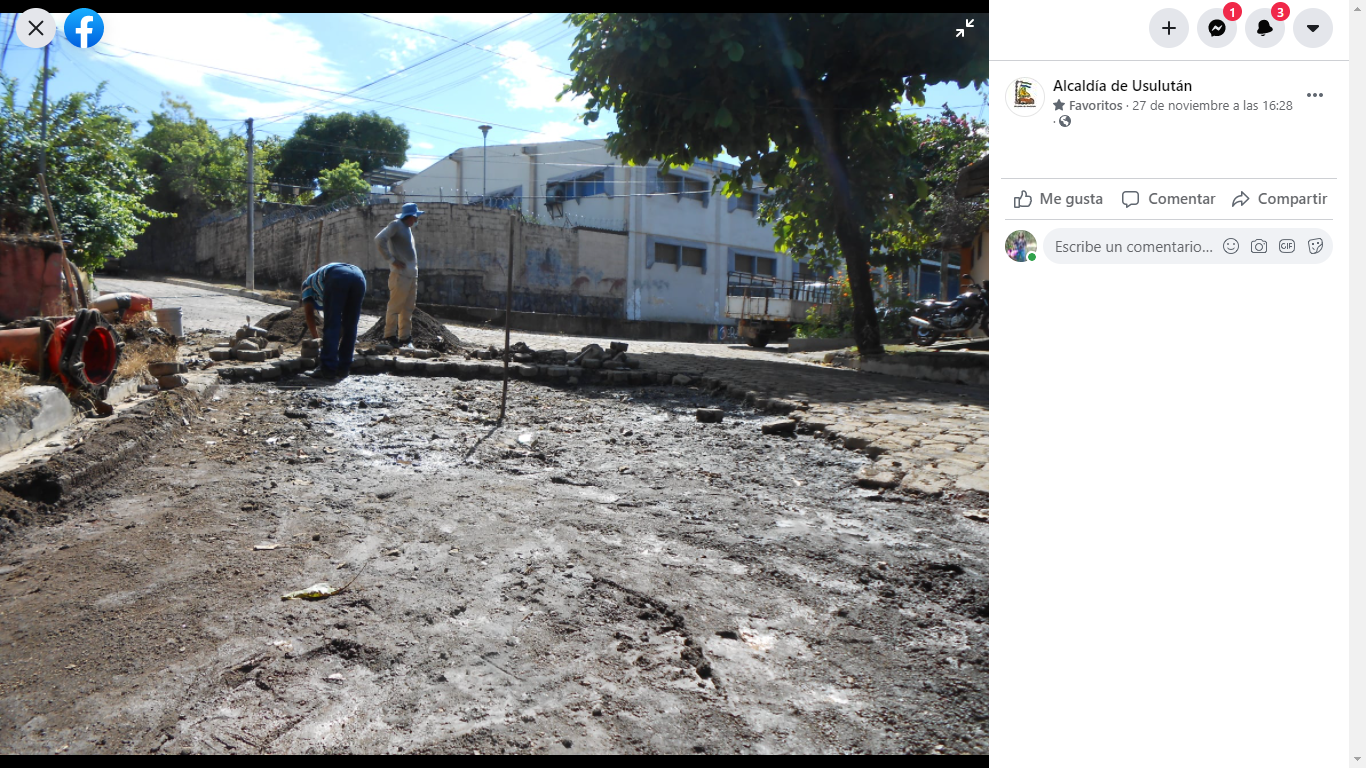 1
3
Alcaldía de Usulután
Favoritos · 27 de noviembre a las 16:28
·
Me gusta
Comentar
Compartir
Escribe un comentario...
GIF